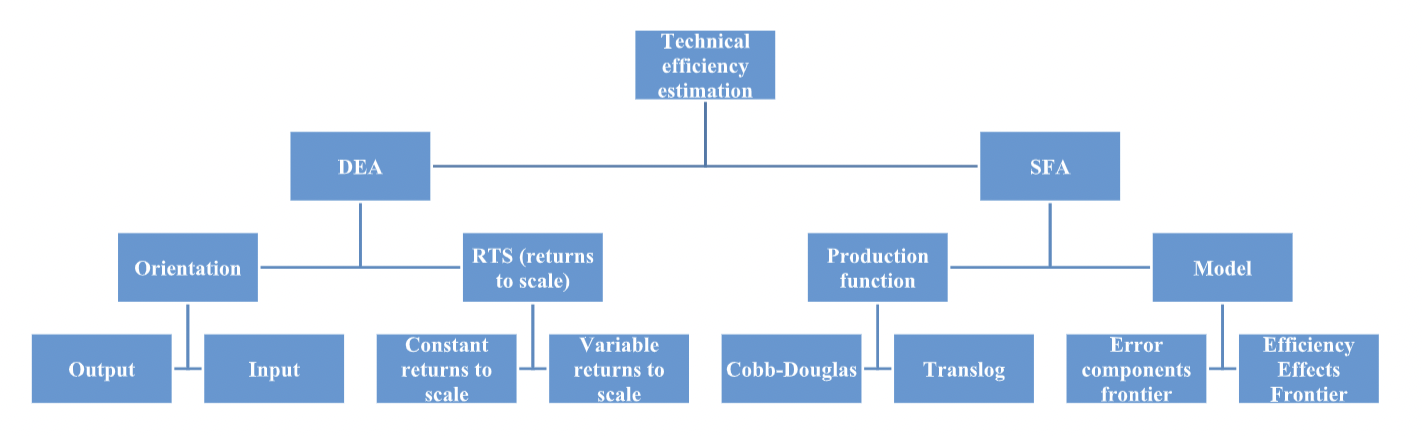 Technical
efficiency
estimation
DEA
SFA
Orientation
RTS (returns
to scale)
Production
function
Model
Output
Input
Constant
returns to
scale
Variable
returns to
scale
Cobb-Douglas
Translog
Error
components
frontier
Efficiency
Effects
Frontier